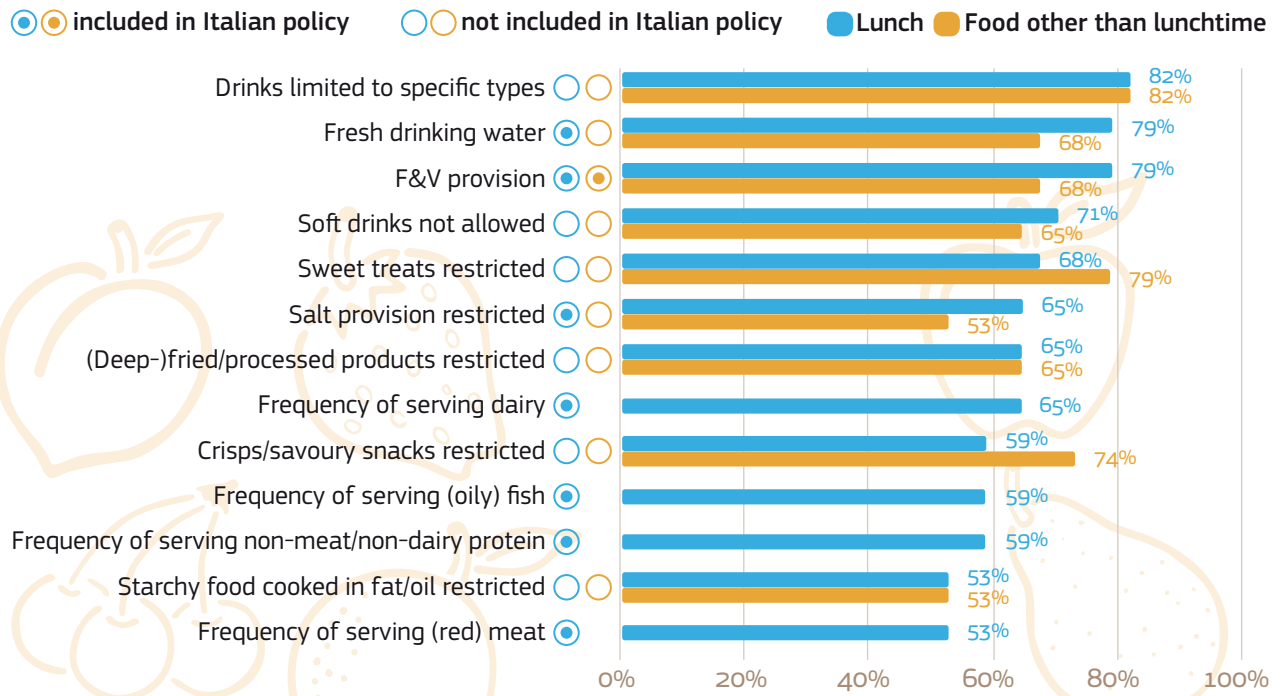 included in Italian policy not included in Italian policy Lunch Food other than lunchtime
Drinks limited to specific types 82%
82%
Fresh drinking water 79%
68%
F&V provision 79%
68%
Soft drinks not allowed 71%
65%
Sweet treats restricted 68%
79%
Salt provision restricted 65%
53%
(Deep-)fried/processed products restricted 65%
65%
Frequency of serving dairy 65%
Crisps/savoury snacks restricted 59%
74%
Frequency of serving (oily) fish 59%
Frequency of serving non-meat/non-dairy protein 59%
Starchy food cooked in fat/oil restricted 53%
53%
Frequency of serving (red) meat 53%
0% 20% 40% 60% 80% 100%